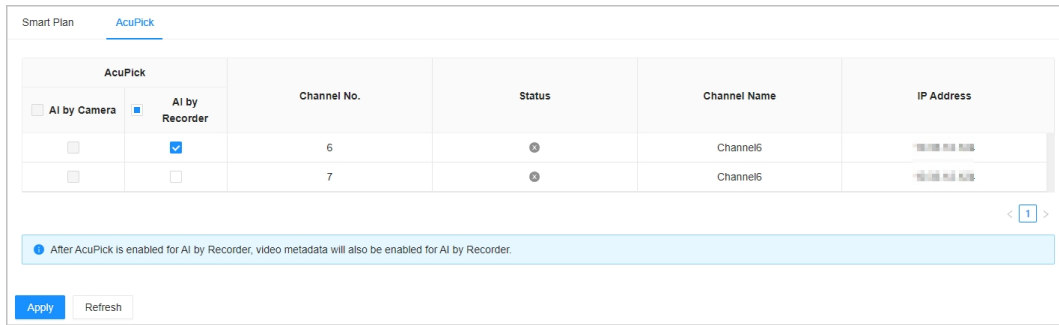 Smart Plan
AcuPick
AcuPick
AI by Camera
AI by
Recorder
Channel No.
Status
Channel Name
IP Address
6
Channel6
7
Channel6
< 1 >
After AcuPick is enabled for AI by Recorder, video metadata will also be enabled for AI by Recorder.
Apply
Refresh